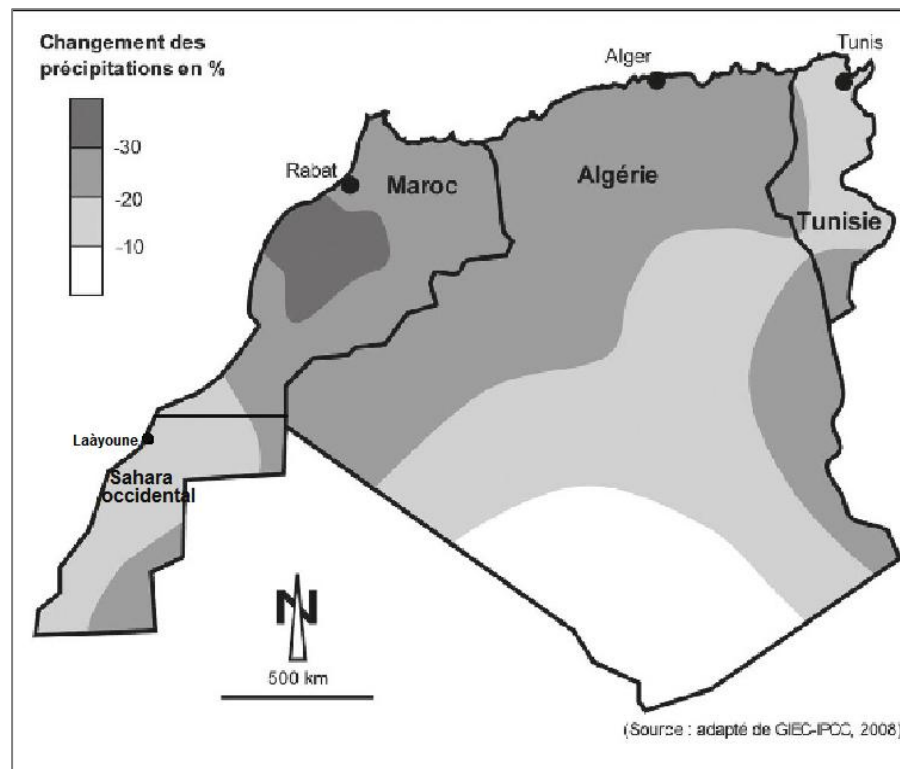 Changement des
précipitations en %
-30
-20
-10
Tunis
Alger
Rabat
Maroc
Algérie
Tunisie
Laàyoune
Sahara
occidental
N
500 km
(Source : adapté de GIEC-IPCC, 2008)